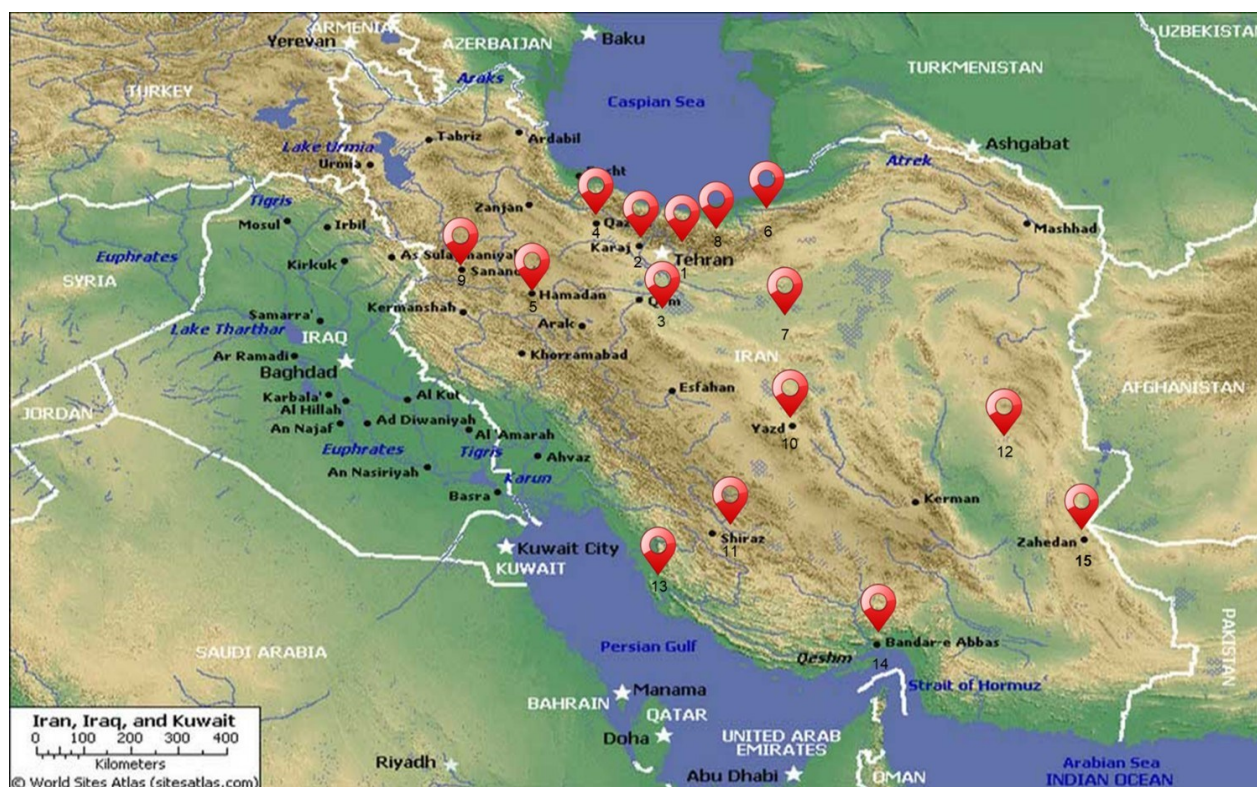 ARMENIA
Yerevan
AZERBAIJAN
Baku
UZBEKISTAN
TURKMENISTAN
Araks
Caspian Sea
TURKEY
Tabriz
Ardabil
Lake Urmia
Urmia
Ashgabat
Atrek
Tigris
Mosul
Irbil
Zanjan
4
8
6
Mashhad
Karaj
2
Tehran
1
Euphrates
Kirkuk
9
SYRIA
5
Hamadan
3
7
Kermanshah
Samarra'
Lake Tharthar
IRAQ
Arak
Ar Ramadi
Baghdad
Khorramabad
IRAN
Esfahan
AFGHANISTAN
Karbala'
Al Hillah
Al Kut
JORDAN
An Najaf
Ad Diwaniyah
Al 'Amarah
Yazd
10
12
Euphrates
Tigris
Ahvaz
An Nasiriyah
Karun
Basra
Kerman
Kuwait City
KUWAIT
Shiraz
11
Zahedan
15
13
SAUDI ARABIA
Persian Gulf
Bandar-e Abbas
14
Qeshm
PAKISTAN
Strait of Hormuz
BAHRAIN
Manama
QATAR
Doha
UNITED ARAB
EMIRATES
Riyadh
Abu Dhabi
OMAN
Arabian Sea
INDIAN OCEAN
Iran, Iraq, and Kuwait
0 100 200 300 400
Kilometers
© World Sites Atlas (sitesatlas.com)